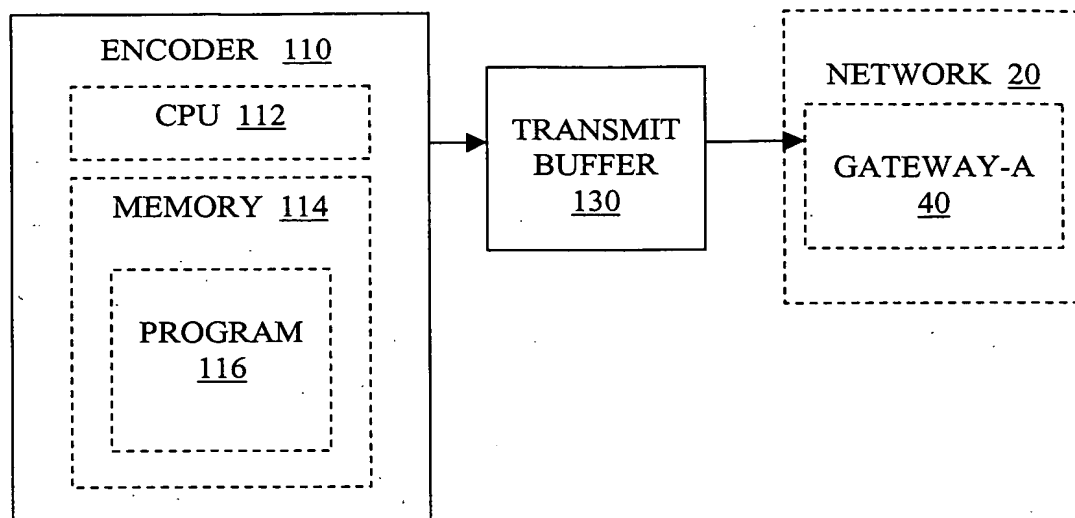 ENCODER 110
CPU 112
MEMORY 114
PROGRAM
116
TRANSMIT
BUFFER
130
NETWORK 20
GATEWAY-A
40